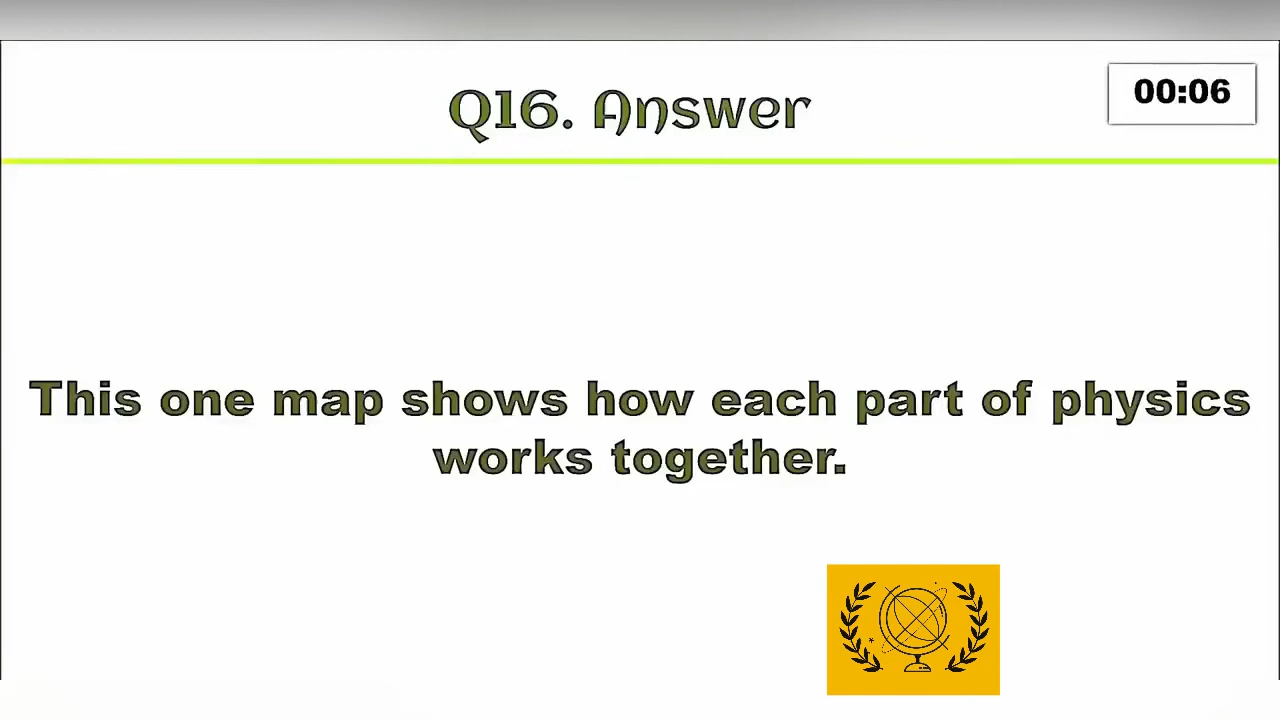 Q16. Answer
00:06
This one map shows how each part of physics
works together.